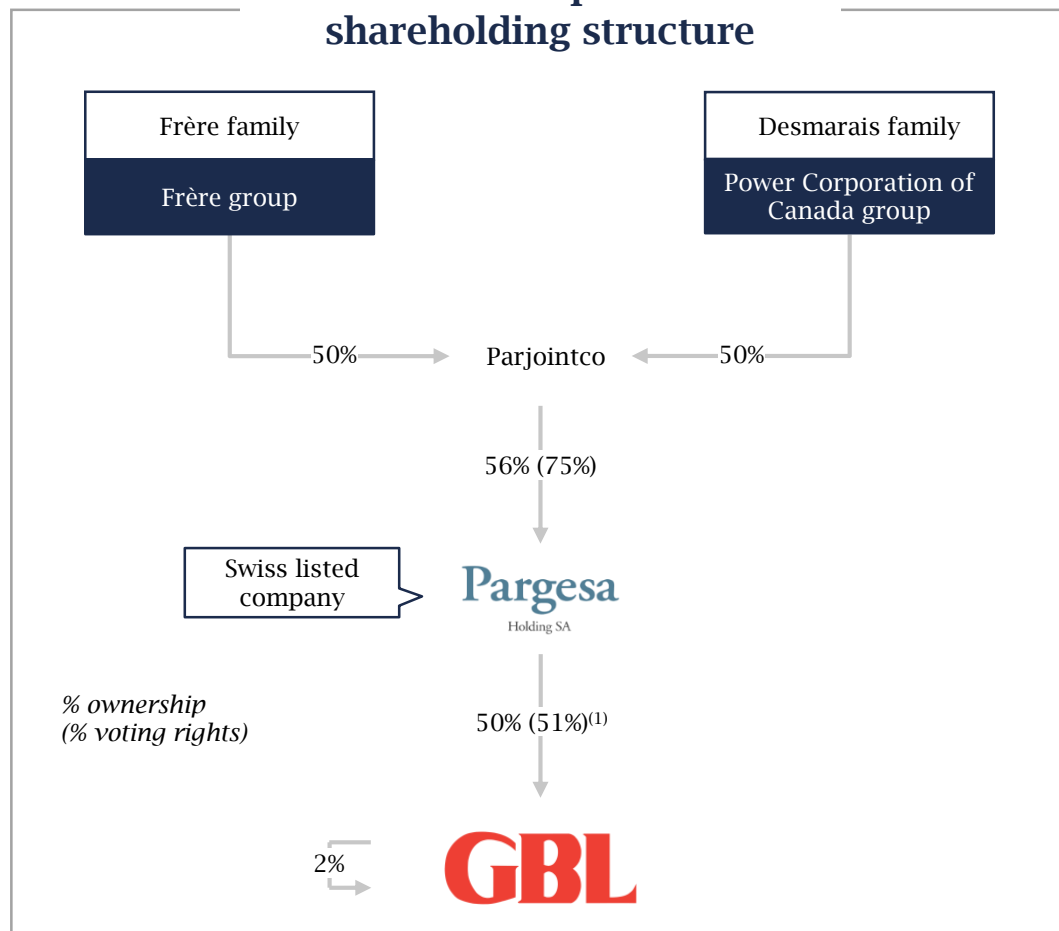 shareholding structure
Frère family
Desmarais family
Frère group
Power Corporation of
Canada group
50%
Parjointco
50%
56% (75%)
Swiss listed
company
Pargesa
Holding SA
% ownership
(% voting rights)
50% (51%)(1)
2%
GBL